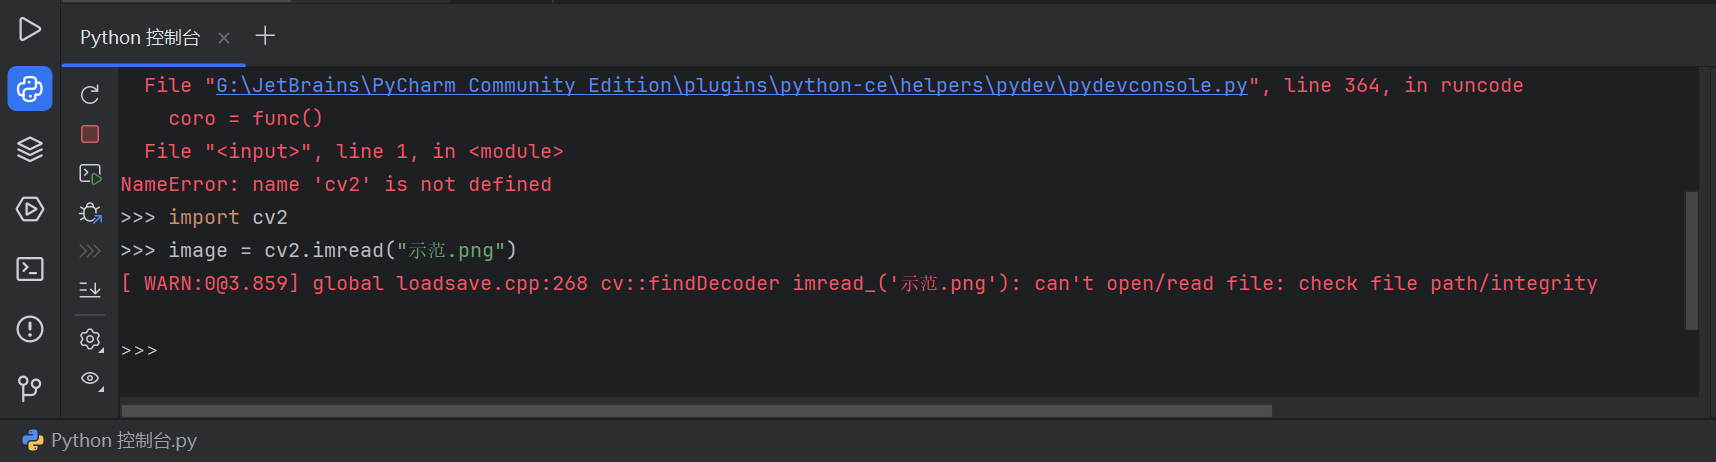 Python 控制台
File "G:\JetBrains\PyCharm Community Edition\plugins\python-ce\helpers\pydev\pydevconsole.py", line 364, in runcode
coro = func()
File "<input>", line 1, in <module>
NameError: name 'cv2' is not defined
>>> import cv2
>>> image = cv2.imread("示范.png")
[ WARN:0@3.859] global loadsave.cpp:268 cv::findDecoder imread_('示范.png'): can't open/read file: check file path/integrity
>>>
Python 控制台.py